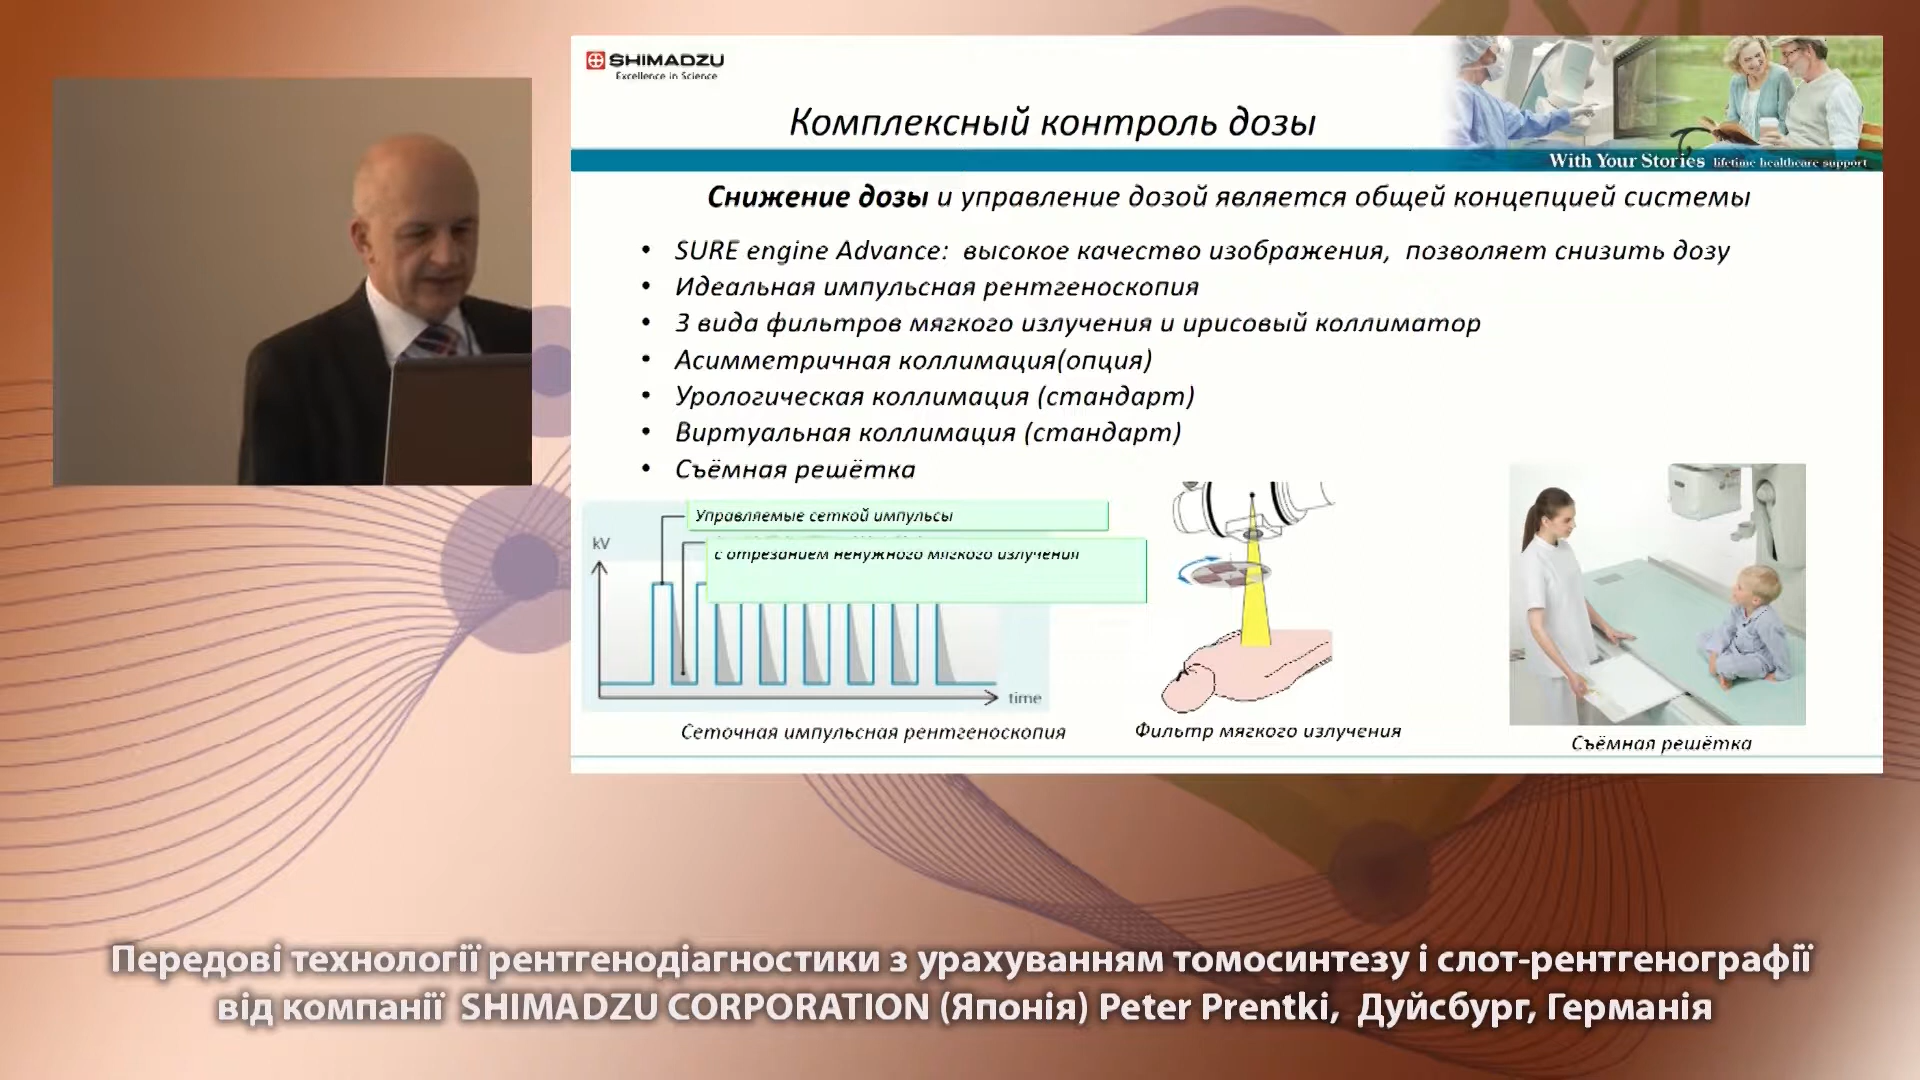 SHIMADZU
Excellence in Science
Комплексный контроль дозы
With Your Stories lifetime healthcare support
Снижение дозы и управление дозой является общей концепцией системы
• SURE engine Advance: высокое качество изображения, позволяет снизить дозу
• Идеальная импульсная рентгеноскопия
• 3 вида фильтров мягкого излучения и ирисовый коллиматор
• Асимметричная коллимация(опция)
• Урологическая коллимация (стандарт)
• Виртуальная коллимация (стандарт)
• Съёмная решётка
Управляемые сеткой импульсы
с отрезанием ненужного мягкого излучения
kV
time
Сеточная импульсная рентгеноскопия
Фильтр мягкого излучения
Съёмная решётка
Передові технології рентгенодіагностики з урахуванням томосинтезу і слот-рентгенографії
від компанії SHIMADZU CORPORATION (Японія) Peter Prentki, Дуйсбург, Германія